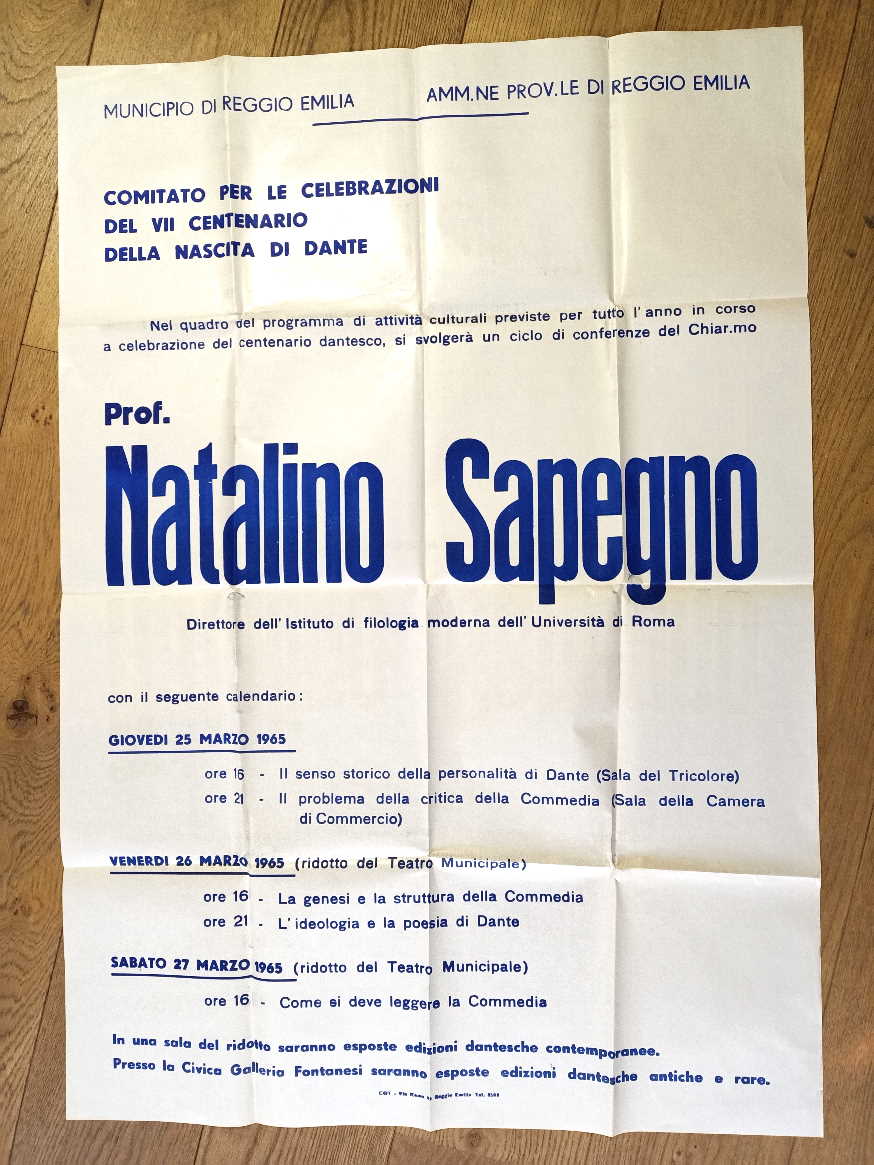 MUNICIPIO DI REGGIO EMILIA
AMM.NE PROV.LE DI REGGIO EMILIA
COMITATO PER LE CELEBRAZIONI
DEL VII CENTENARIO
DELLA NASCITA DI DANTE
Nel quadro del programma di attività culturali previste per tutto l'anno in corso
a celebrazione del centenario dantesco, si svolgerà un ciclo di conferenze del Chiar.mo
Prof.
Natalino Sapegno
Direttore dell'Istituto di filologia moderna dell'Università di Roma
con il seguente calendario:
GIOVEDI 25 MARZO 1965
ore 16 - Il senso storico della personalità di Dante (Sala del Tricolore)
ore 21 - Il problema della critica della Commedia (Sala della Camera
di Commercio)
VENERDI 26 MARZO 1965 (ridotto del Teatro Municipale)
ore 16 - La genesi e la struttura della Commedia
ore 21 - L'ideologia e la poesia di Dante
SABATO 27 MARZO 1965 (ridotto del Teatro Municipale)
ore 16 - Come si deve leggere la Commedia
In una sala del ridotto saranno esposte edizioni dantesche contemporanee.
Presso la Civica Galleria Fontanesi saranno esposte edizioni dantesche antiche e rare.
Via Roma Reggio Emilia Tel.